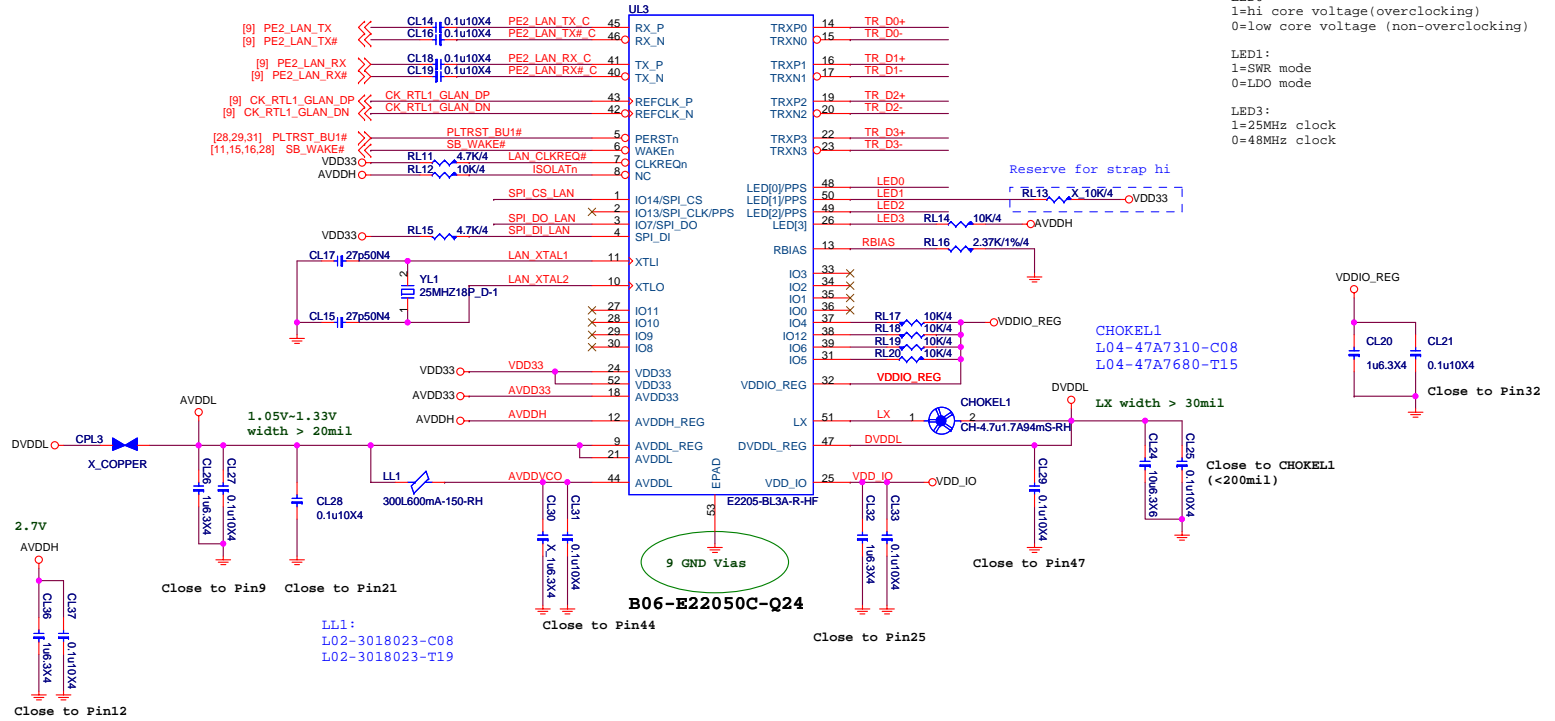 1=hi core voltage(overclocking)
0=low core voltage (non-overclocking)
LED1:
1=SWR mode
0=LDO mode
LED3:
1=25MHz clock
0=48MHz clock
UL3
[9] PE2_LAN_TX CL14 0.1u10X4 PE2_LAN_TX_C 45 RX_P
[9] PE2_LAN_TX# CL16 0.1u10X4 PE2_LAN_TX#_C 46 RX_N
[9] PE2_LAN_RX CL18 0.1u10X4 PE2_LAN_RX_C 41 TX_P
[9] PE2_LAN_RX# CL19 0.1u10X4 PE2_LAN_RX#_C 40 TX_N
[9] CK_RTL1_GLAN_DP CK_RTL1_GLAN_DP 43 REFCLK_P
[9] CK_RTL1_GLAN_DN CK_RTL1_GLAN_DN 42 REFCLK_N
[28,29,31] PLTRST_BU1# PLTRST_BU1# 5 PERSTn
[11,15,16,28] SB_WAKE# SB_WAKE# 6 WAKEn
VDD33 RL11 4.7K/4 LAN_CLKREQ# 7 CLKREQn
AVDDH RL12 10K/4 ISOLATn 8 NC
SPI_CS_LAN 1 IO14/SPI_CS
2 IO13/SPI_CLK/PPS
SPI_DO_LAN 3 IO7/SPI_DO
VDD33 RL15 4.7K/4 SPI_DI_LAN 4 SPI_DI
CL17 27p50N4 LAN_XTAL1 11 XTLI
2 YL1
25MHZ18P_D-1
1
LAN_XTAL2 10 XTLO
CL15 27p50N4
27 IO11
28 IO10
29 IO9
30 IO8
VDD33 VDD33 24 VDD33
52 VDD33
AVDD33 AVDD33 18 AVDD33
AVDDH AVDDH 12 AVDDH_REG
9 AVDDL_REG
21 AVDDL
AVDDVCO 44 AVDDL
EPAD
53
TRXP0 14 TR_D0+
TRXN0 15 TR_D0-
TRXP1 16 TR_D1+
TRXN1 17 TR_D1-
TRXP2 19 TR_D2+
TRXN2 20 TR_D2-
TRXP3 22 TR_D3+
TRXN3 23 TR_D3-
Reserve for strap hi
LED[0]/PPS 48 LED0
LED[1]/PPS 50 LED1 RL13 X_10K/4 VDD33
LED[2]/PPS 49 LED2
LED[3] 26 LED3 RL14 10K/4 AVDDH
RBIAS 13 RBIAS RL16 2.37K/1%/4
IO3 33
IO2 34
IO1 35
IO0 36
IO4 37 RL17 10K/4 VDDIO_REG
IO12 38 RL18 10K/4
IO6 39 RL19 10K/4
IO5 31 RL20 10K/4
VDDIO_REG 32 VDDIO_REG
LX 51 LX 1 CHOKEL1 2
CH-4.7u1.7A94mS-RH
DVDDL_REG 47 DVDDL
VDD_IO 25 VDD_IO VDD_IO
E2205-BL3A-R-HF
CHOKEL1
L04-47A7310-C08
L04-47A7680-T15
VDDIO_REG
CL20
1u6.3X4
CL21
0.1u10X4
Close to Pin32
DVDDL
LX width > 30mil
CL24 10u6.3X6
CL25 0.1u10X4
Close to CHOKEL1
(<200mil)
CL29 0.1u10X4
Close to Pin47
CL32 1u6.3X4
CL33 0.1u10X4
Close to Pin25
AVDDL
1.05V~1.33V
width > 20mil
DVDDL CPL3
X_COPPER
CL26 1u6.3X4
CL27 0.1u10X4
Close to Pin9
CL28
0.1u10X4
Close to Pin21
LL1
300L600mA-150-RH
CL30 X_1u6.3X4
CL31 0.1u10X4
Close to Pin44
9 GND Vias
B06-E22050C-Q24
LL1:
L02-3018023-C08
L02-3018023-T19
2.7V
AVDDH
CL36 1u6.3X4
CL37 0.1u10X4
Close to Pin12